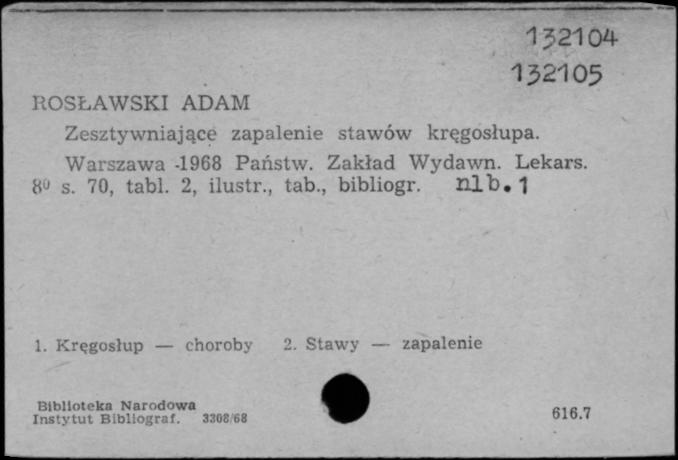 132104
132105
ROSŁAWSKI ADAM
Zesztywniające zapalenie stawów kręgosłupa.
Warszawa 1968 Państw. Zakład Wydawn. Lekars.
8⁰ s. 70, tabl. 2, ilustr., tab., bibliogr. nlb. 1
1. Kręgosłup — choroby 2. Stawy — zapalenie
Biblioteka Narodowa
Instytut Bibliograf. 3308/68
616.7